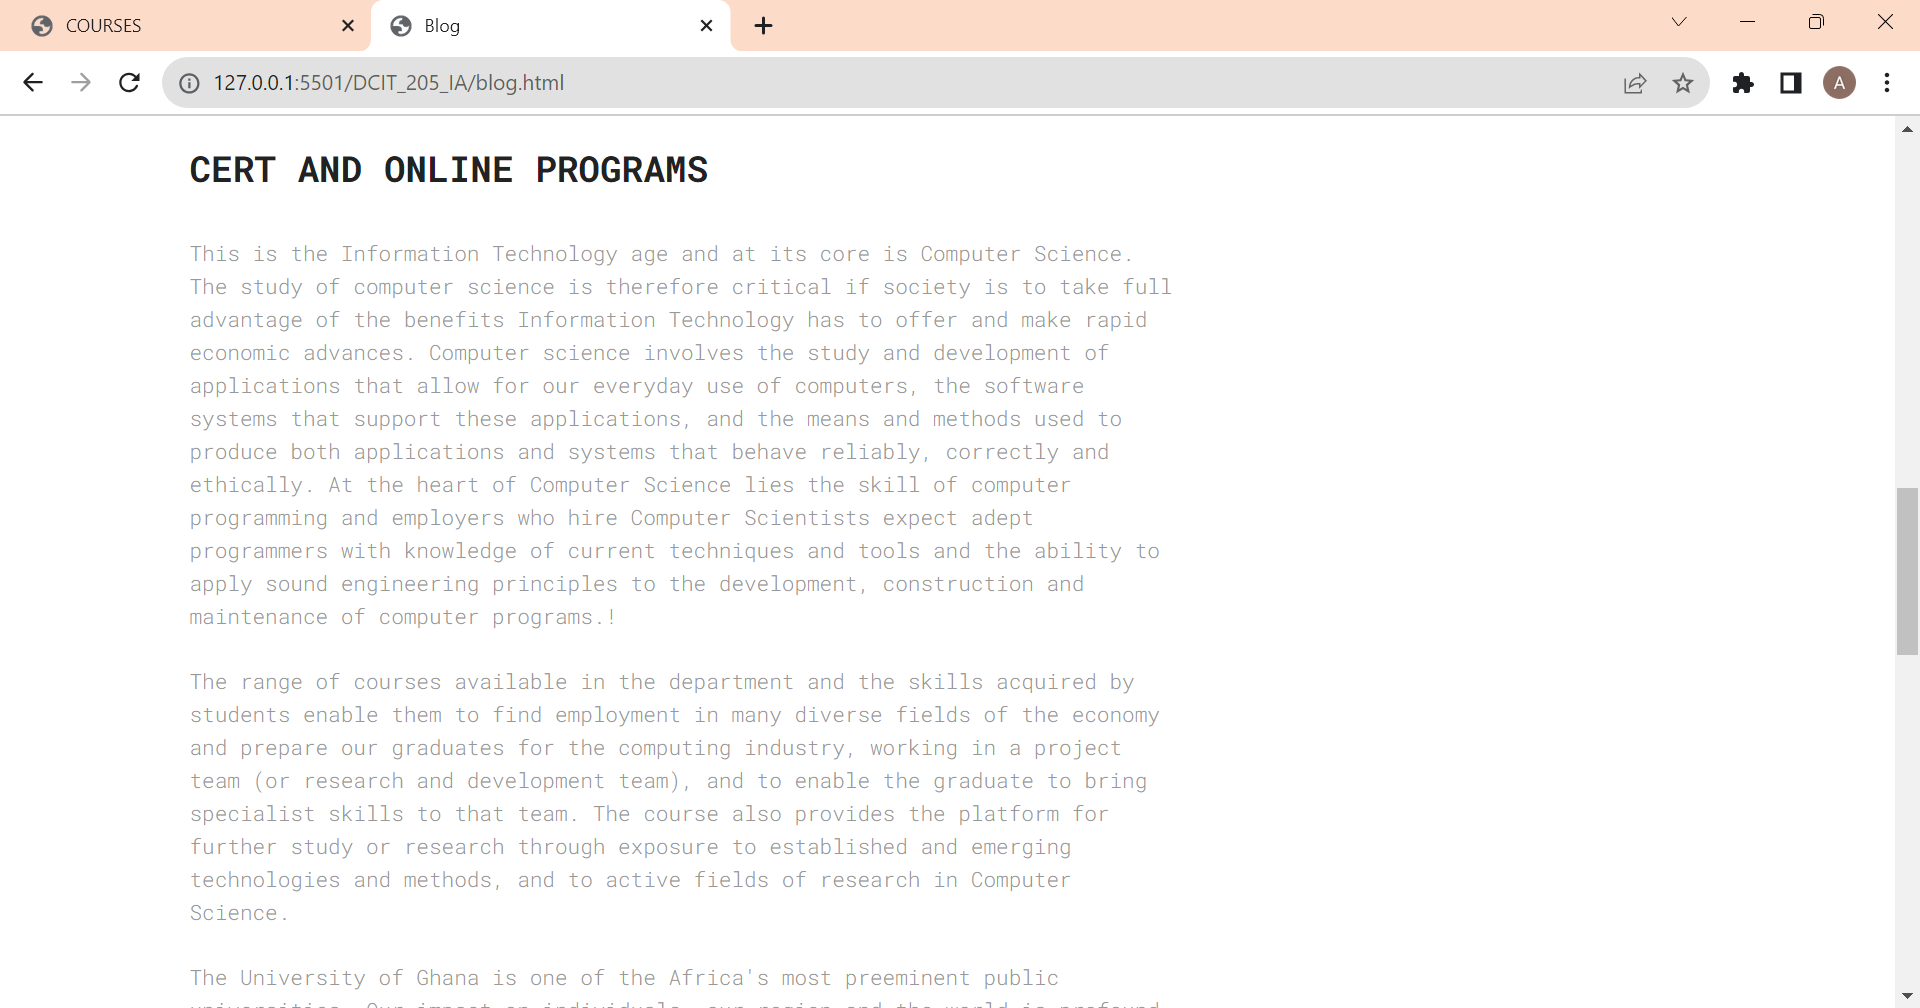 COURSES
Blog
127.0.0.1:5501/DCIT_205_IA/blog.html
A
CERT AND ONLINE PROGRAMS
This is the Information Technology age and at its core is Computer Science.
The study of computer science is therefore critical if society is to take full
advantage of the benefits Information Technology has to offer and make rapid
economic advances. Computer science involves the study and development of
applications that allow for our everyday use of computers, the software
systems that support these applications, and the means and methods used to
produce both applications and systems that behave reliably, correctly and
ethically. At the heart of Computer Science lies the skill of computer
programming and employers who hire Computer Scientists expect adept
programmers with knowledge of current techniques and tools and the ability to
apply sound engineering principles to the development, construction and
maintenance of computer programs.!
The range of courses available in the department and the skills acquired by
students enable them to find employment in many diverse fields of the economy
and prepare our graduates for the computing industry, working in a project
team (or research and development team), and to enable the graduate to bring
specialist skills to that team. The course also provides the platform for
further study or research through exposure to established and emerging
technologies and methods, and to active fields of research in Computer
Science.
The University of Ghana is one of the Africa's most preeminent public
universities. Our impact on individuals, our region and the world is profound